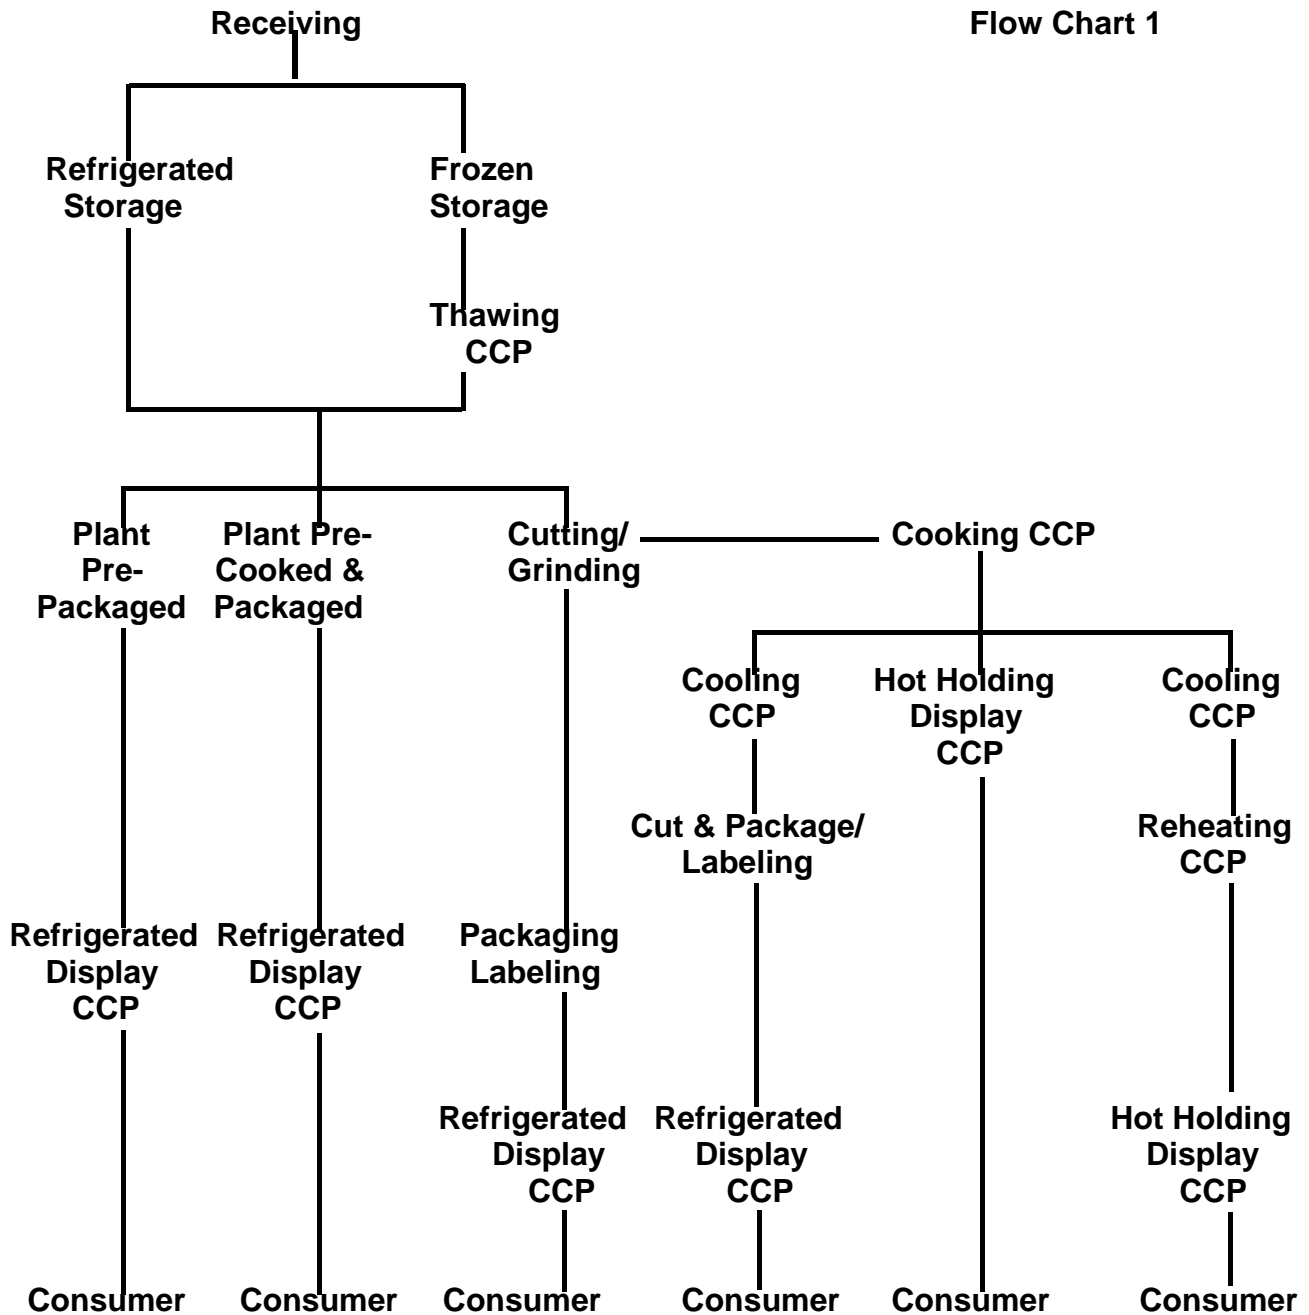 Receiving
Flow Chart 1
Refrigerated
Storage
Frozen
Storage
Thawing
CCP
Plant
Pre-
Packaged
Plant Pre-
Cooked &
Packaged
Cutting/
Grinding
Cooking CCP
Cooling
CCP
Hot Holding
Display
CCP
Cooling
CCP
Cut & Package/
Labeling
Reheating
CCP
Refrigerated
Display
CCP
Refrigerated
Display
CCP
Packaging
Labeling
Refrigerated
Display
CCP
Refrigerated
Display
CCP
Hot Holding
Display
CCP
Consumer
Consumer
Consumer
Consumer
Consumer
Consumer